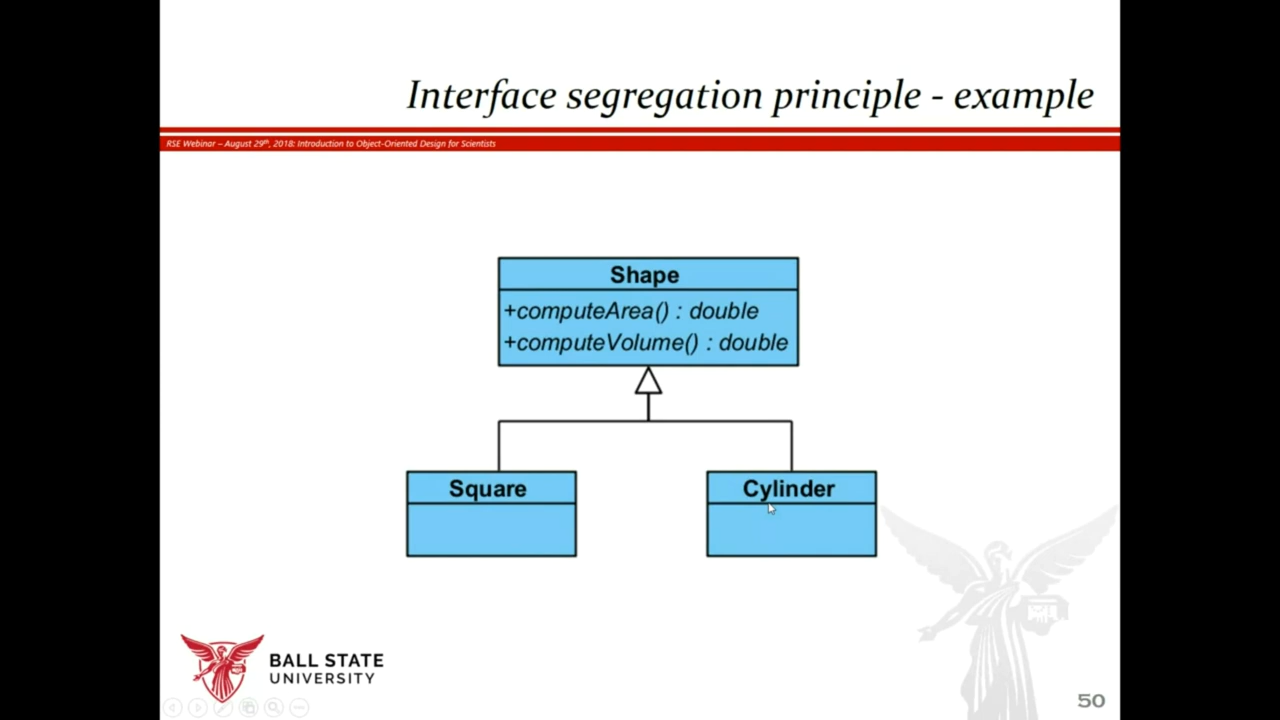 Interface segregation principle - example
RSE Webinar – August 29th, 2018: Introduction to Object-Oriented Design for Scientists
Shape
+computeArea() : double
+computeVolume() : double
Square
Cylinder
BALL STATE
UNIVERSITY
50